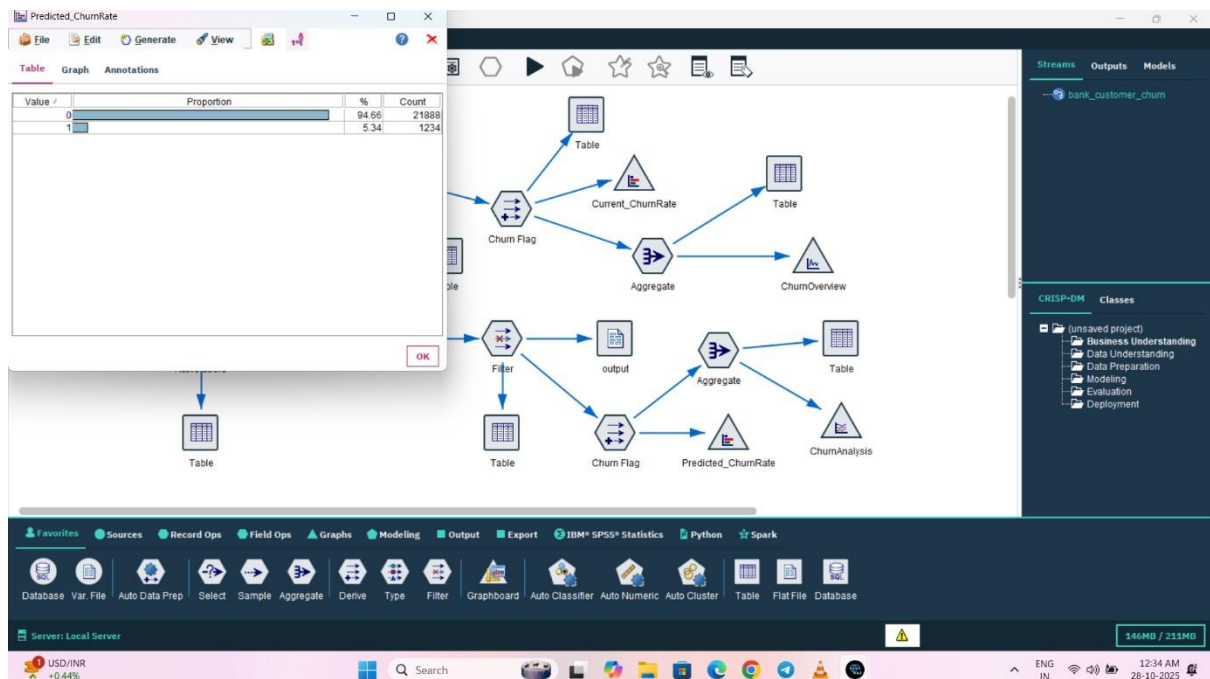 Predicted_ChurnRate
File Edit Generate View
Table Graph Annotations
Value Proportion % Count
0 94.66 21888
1 5.34 1234
OK
Streams Outputs Models
bank_customer_churn
Table
Current_ChurnRate
Table
Churn Flag
Aggregate
ChurnOverview
CRISP-DM Classes
(unsaved project)
Business Understanding
Data Understanding
Data Preparation
Modeling
Evaluation
Deployment
Filter
output
Aggregate
Table
Table
Table
Churn Flag
Predicted_ChurnRate
ChurnAnalysis
Favorites Sources Record Ops Field Ops Graphs Modeling Output Export IBM® SPSS® Statistics Python Spark
Database Var. File Auto Data Prep Select Sample Aggregate Derive Type Filter Graphboard Auto Classifier Auto Numeric Auto Cluster Table Flat File Database
Server: Local Server
146MB / 211MB
USD/INR
+0.44%
Search
ENG
IN
12:34 AM
28-10-2025